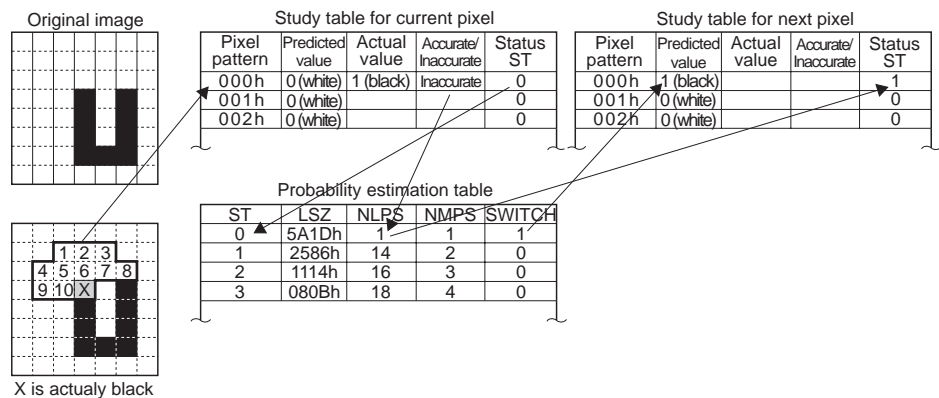 Original image
Study table for current pixel
Pixel pattern Predicted value Actual value Accurate/ Inaccurate Status ST
000h 0 (white) 1 (black) Inaccurate 0
001h 0 (white) 0
002h 0 (white) 0
Study table for next pixel
Pixel pattern Predicted value Actual value Accurate/ Inaccurate Status ST
000h 1 (black) 1
001h 0 (white) 0
002h 0 (white) 0
Probability estimation table
ST LSZ NLPS NMPS SWITCH
0 5A1Dh 1 1 1
1 2586h 14 2 0
2 1114h 16 3 0
3 080Bh 18 4 0
1 2 3
4 5 6 7 8
9 10 X
X is actualy black